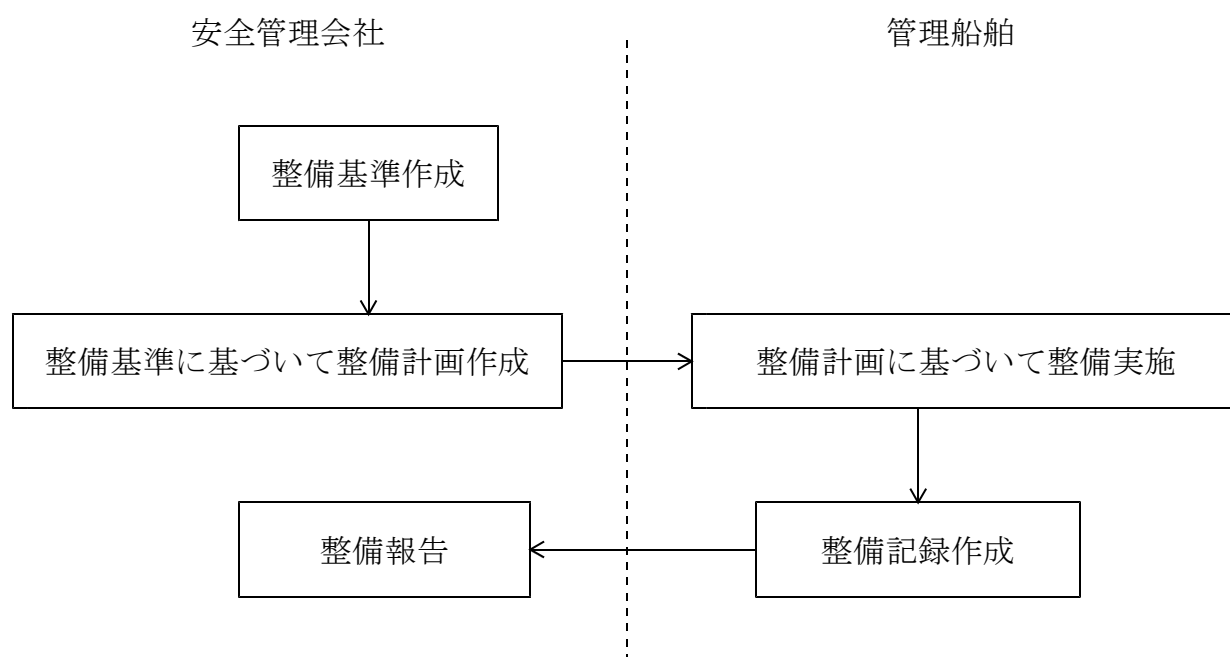 安全管理会社
管理船舶
整備基準作成
整備基準に基づいて整備計画作成
整備計画に基づいて整備実施
整備報告
整備記録作成